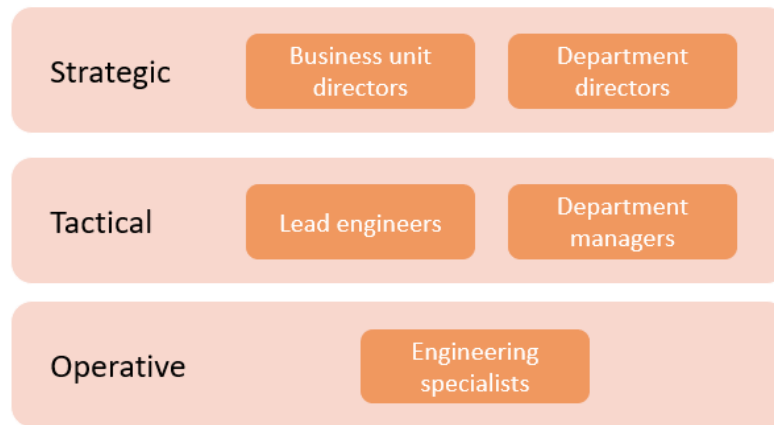 Strategic
Business unit
directors
Department
directors
Tactical
Lead engineers
Department
managers
Operative
Engineering
specialists